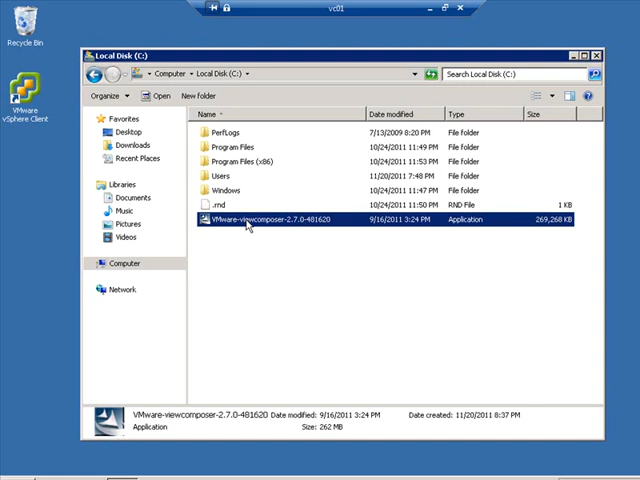 vc01
Recycle Bin
VMware
vSphere Client
Local Disk (C:)
Computer
Local Disk (C:)
Search Local Disk (C:)
Organize
Open
New folder
Name
Date modified
Type
Size
Favorites
Desktop
Downloads
Recent Places
Libraries
Documents
Music
Pictures
Videos
Computer
Network
PerfLogs 7/13/2009 8:20 PM File folder
Program Files 10/24/2011 11:49 PM File folder
Program Files (x86) 10/24/2011 11:53 PM File folder
Users 11/20/2011 7:48 PM File folder
Windows 10/24/2011 11:47 PM File folder
.rnd 10/24/2011 11:50 PM RND File 1 KB
VMware-viewcomposer-2.7.0-481620 9/16/2011 3:24 PM Application 269,268 KB
VMware-viewcomposer-2.7.0-481620 Date modified: 9/16/2011 3:24 PM Date created: 11/20/2011 8:37 PM
Application Size: 262 MB